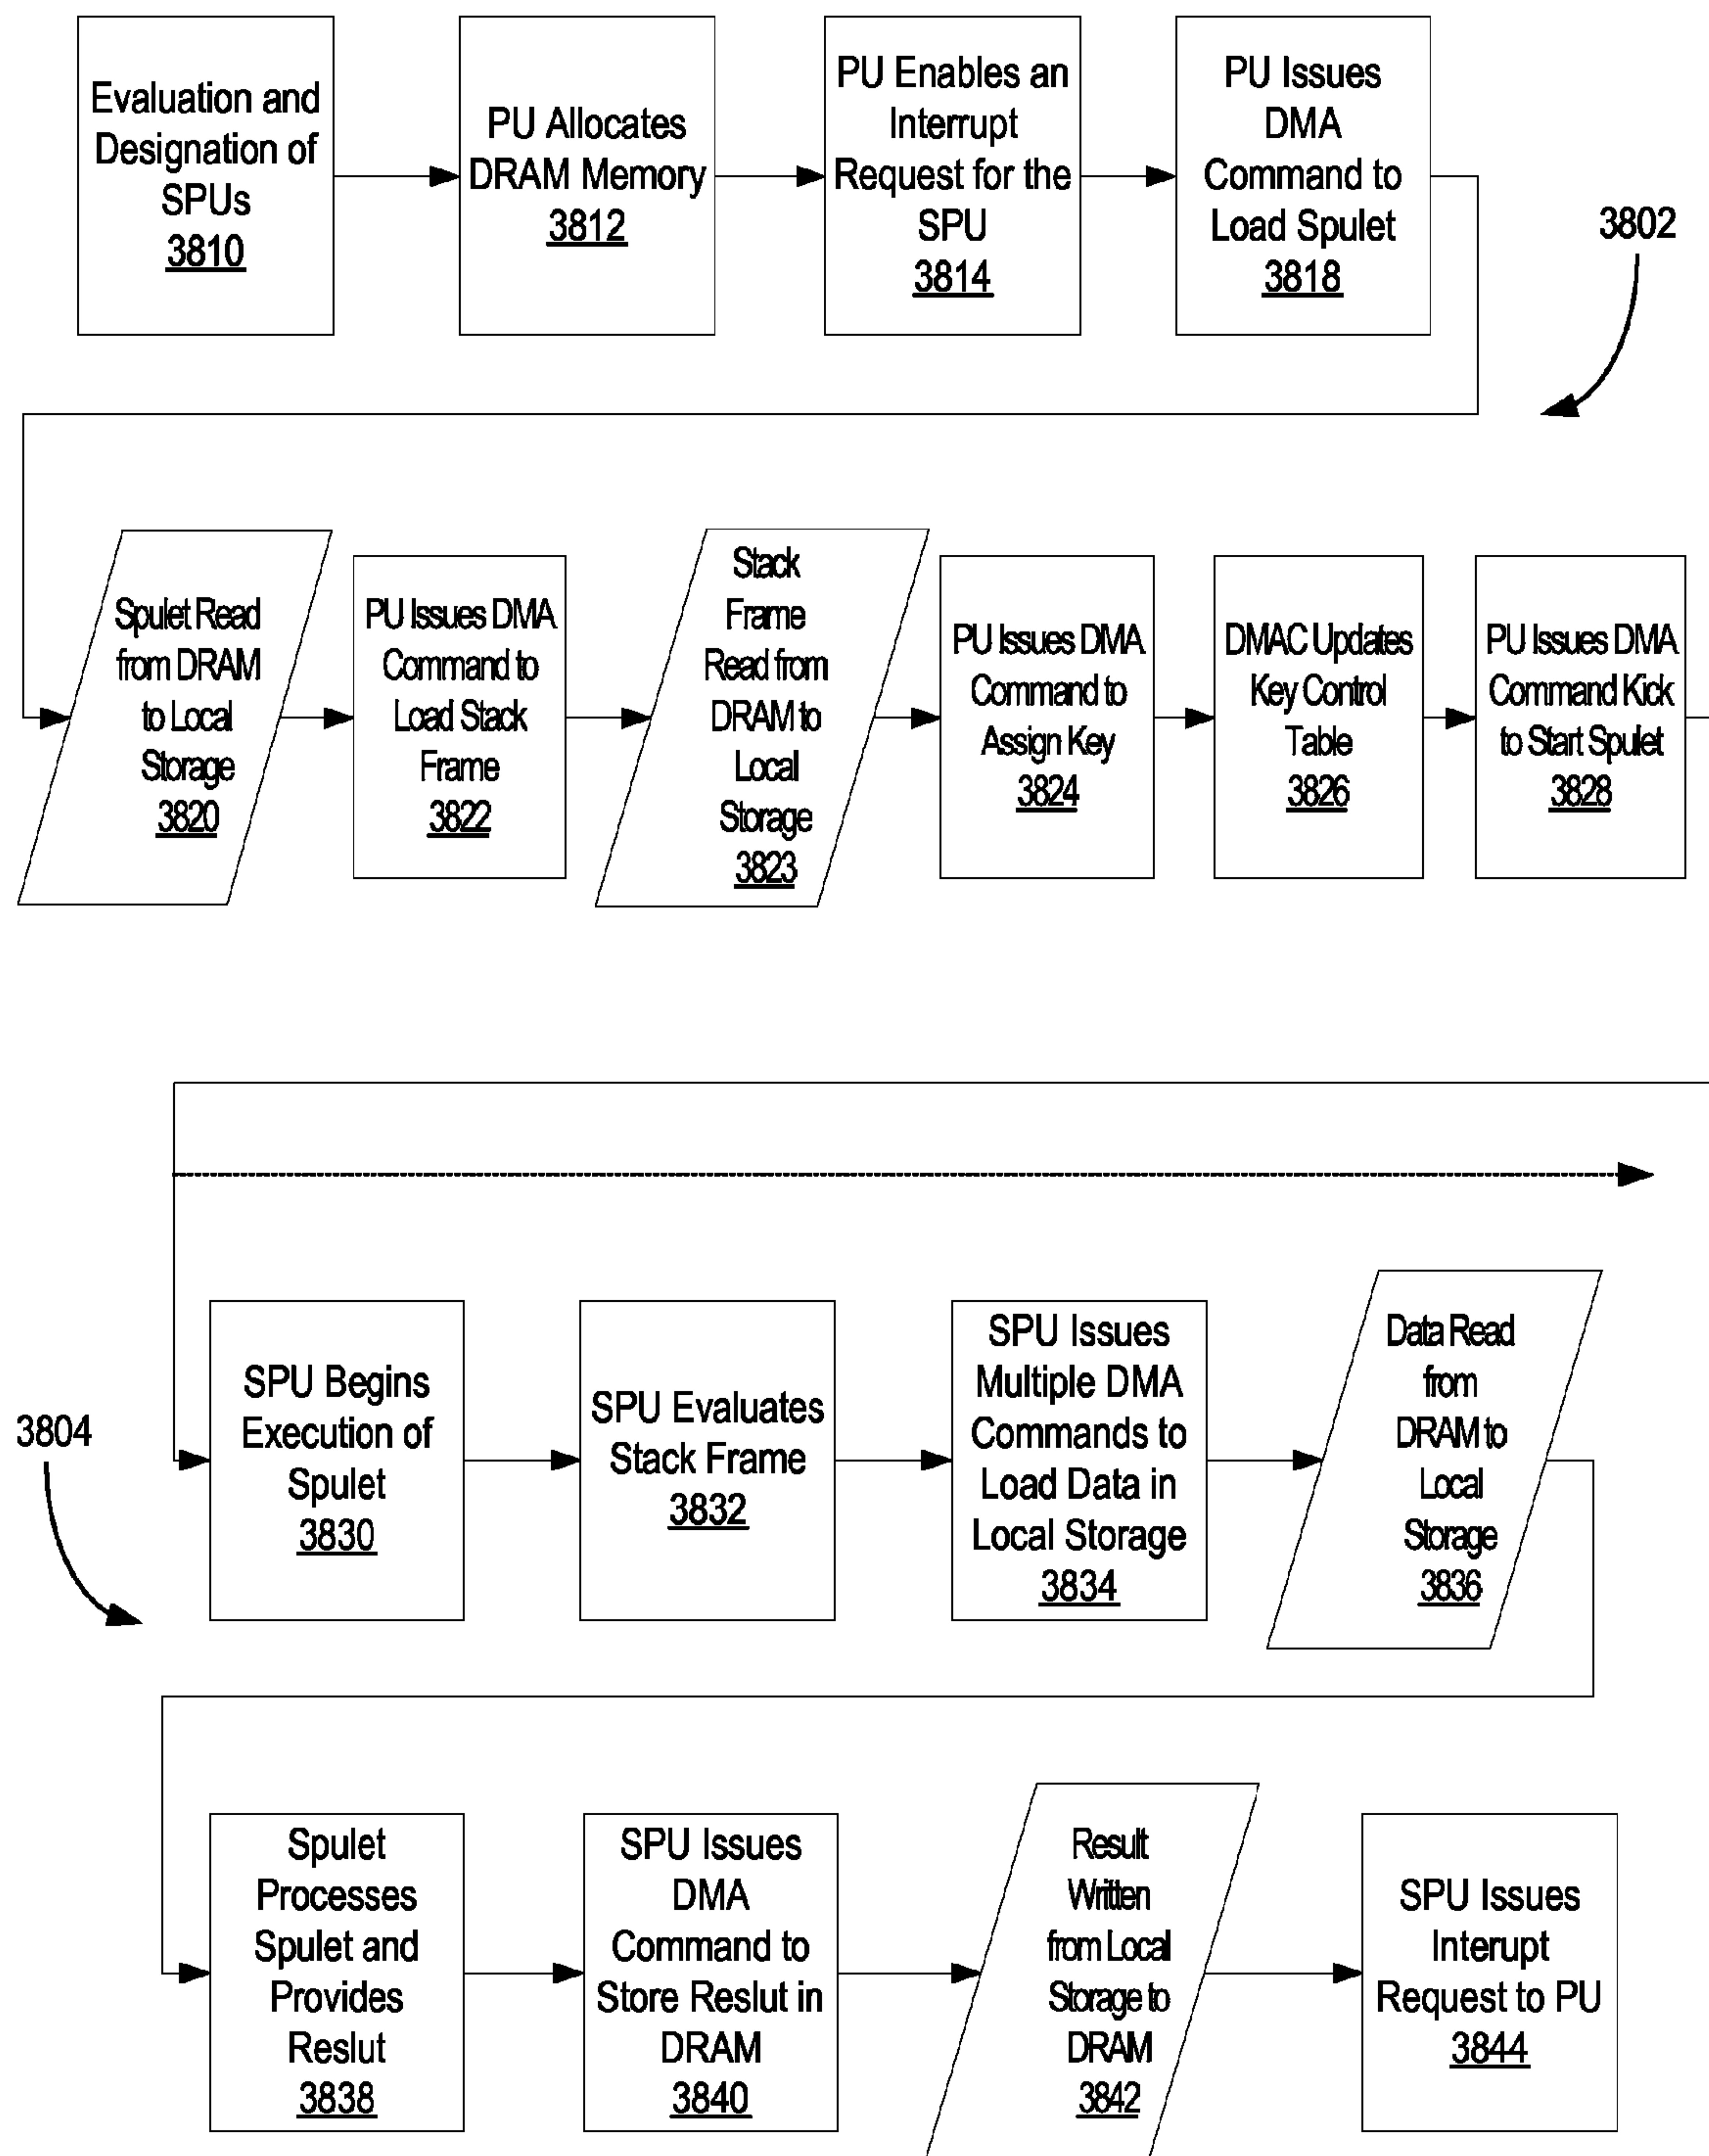 Evaluation and
Designation of
SPUs
3810
PU Allocates
DRAM Memory
3812
PU Enables an
Interrupt
Request for the
SPU
3814
PU Issues
DMA
Command to
Load Spulet
3818
3802
Spulet Read
from DRAM
to Local
Storage
3820
PU Issues DMA
Command to
Load Stack
Frame
3822
Stack
Frame
Read from
DRAM to
Local
Storage
3823
PU Issues DMA
Command to
Assign Key
3824
DMAC Updates
Key Control
Table
3826
PU Issues DMA
Command Kick
to Start Spulet
3828
3804
SPU Begins
Execution of
Spulet
3830
SPU Evaluates
Stack Frame
3832
SPU Issues
Multiple DMA
Commands to
Load Data in
Local Storage
3834
Data Read
from
DRAM to
Local
Storage
3836
Spulet
Processes
Spulet and
Provides
Reslut
3838
SPU Issues
DMA
Command to
Store Reslut in
DRAM
3840
Result
Written
from Local
Storage to
DRAM
3842
SPU Issues
Interupt
Request to PU
3844